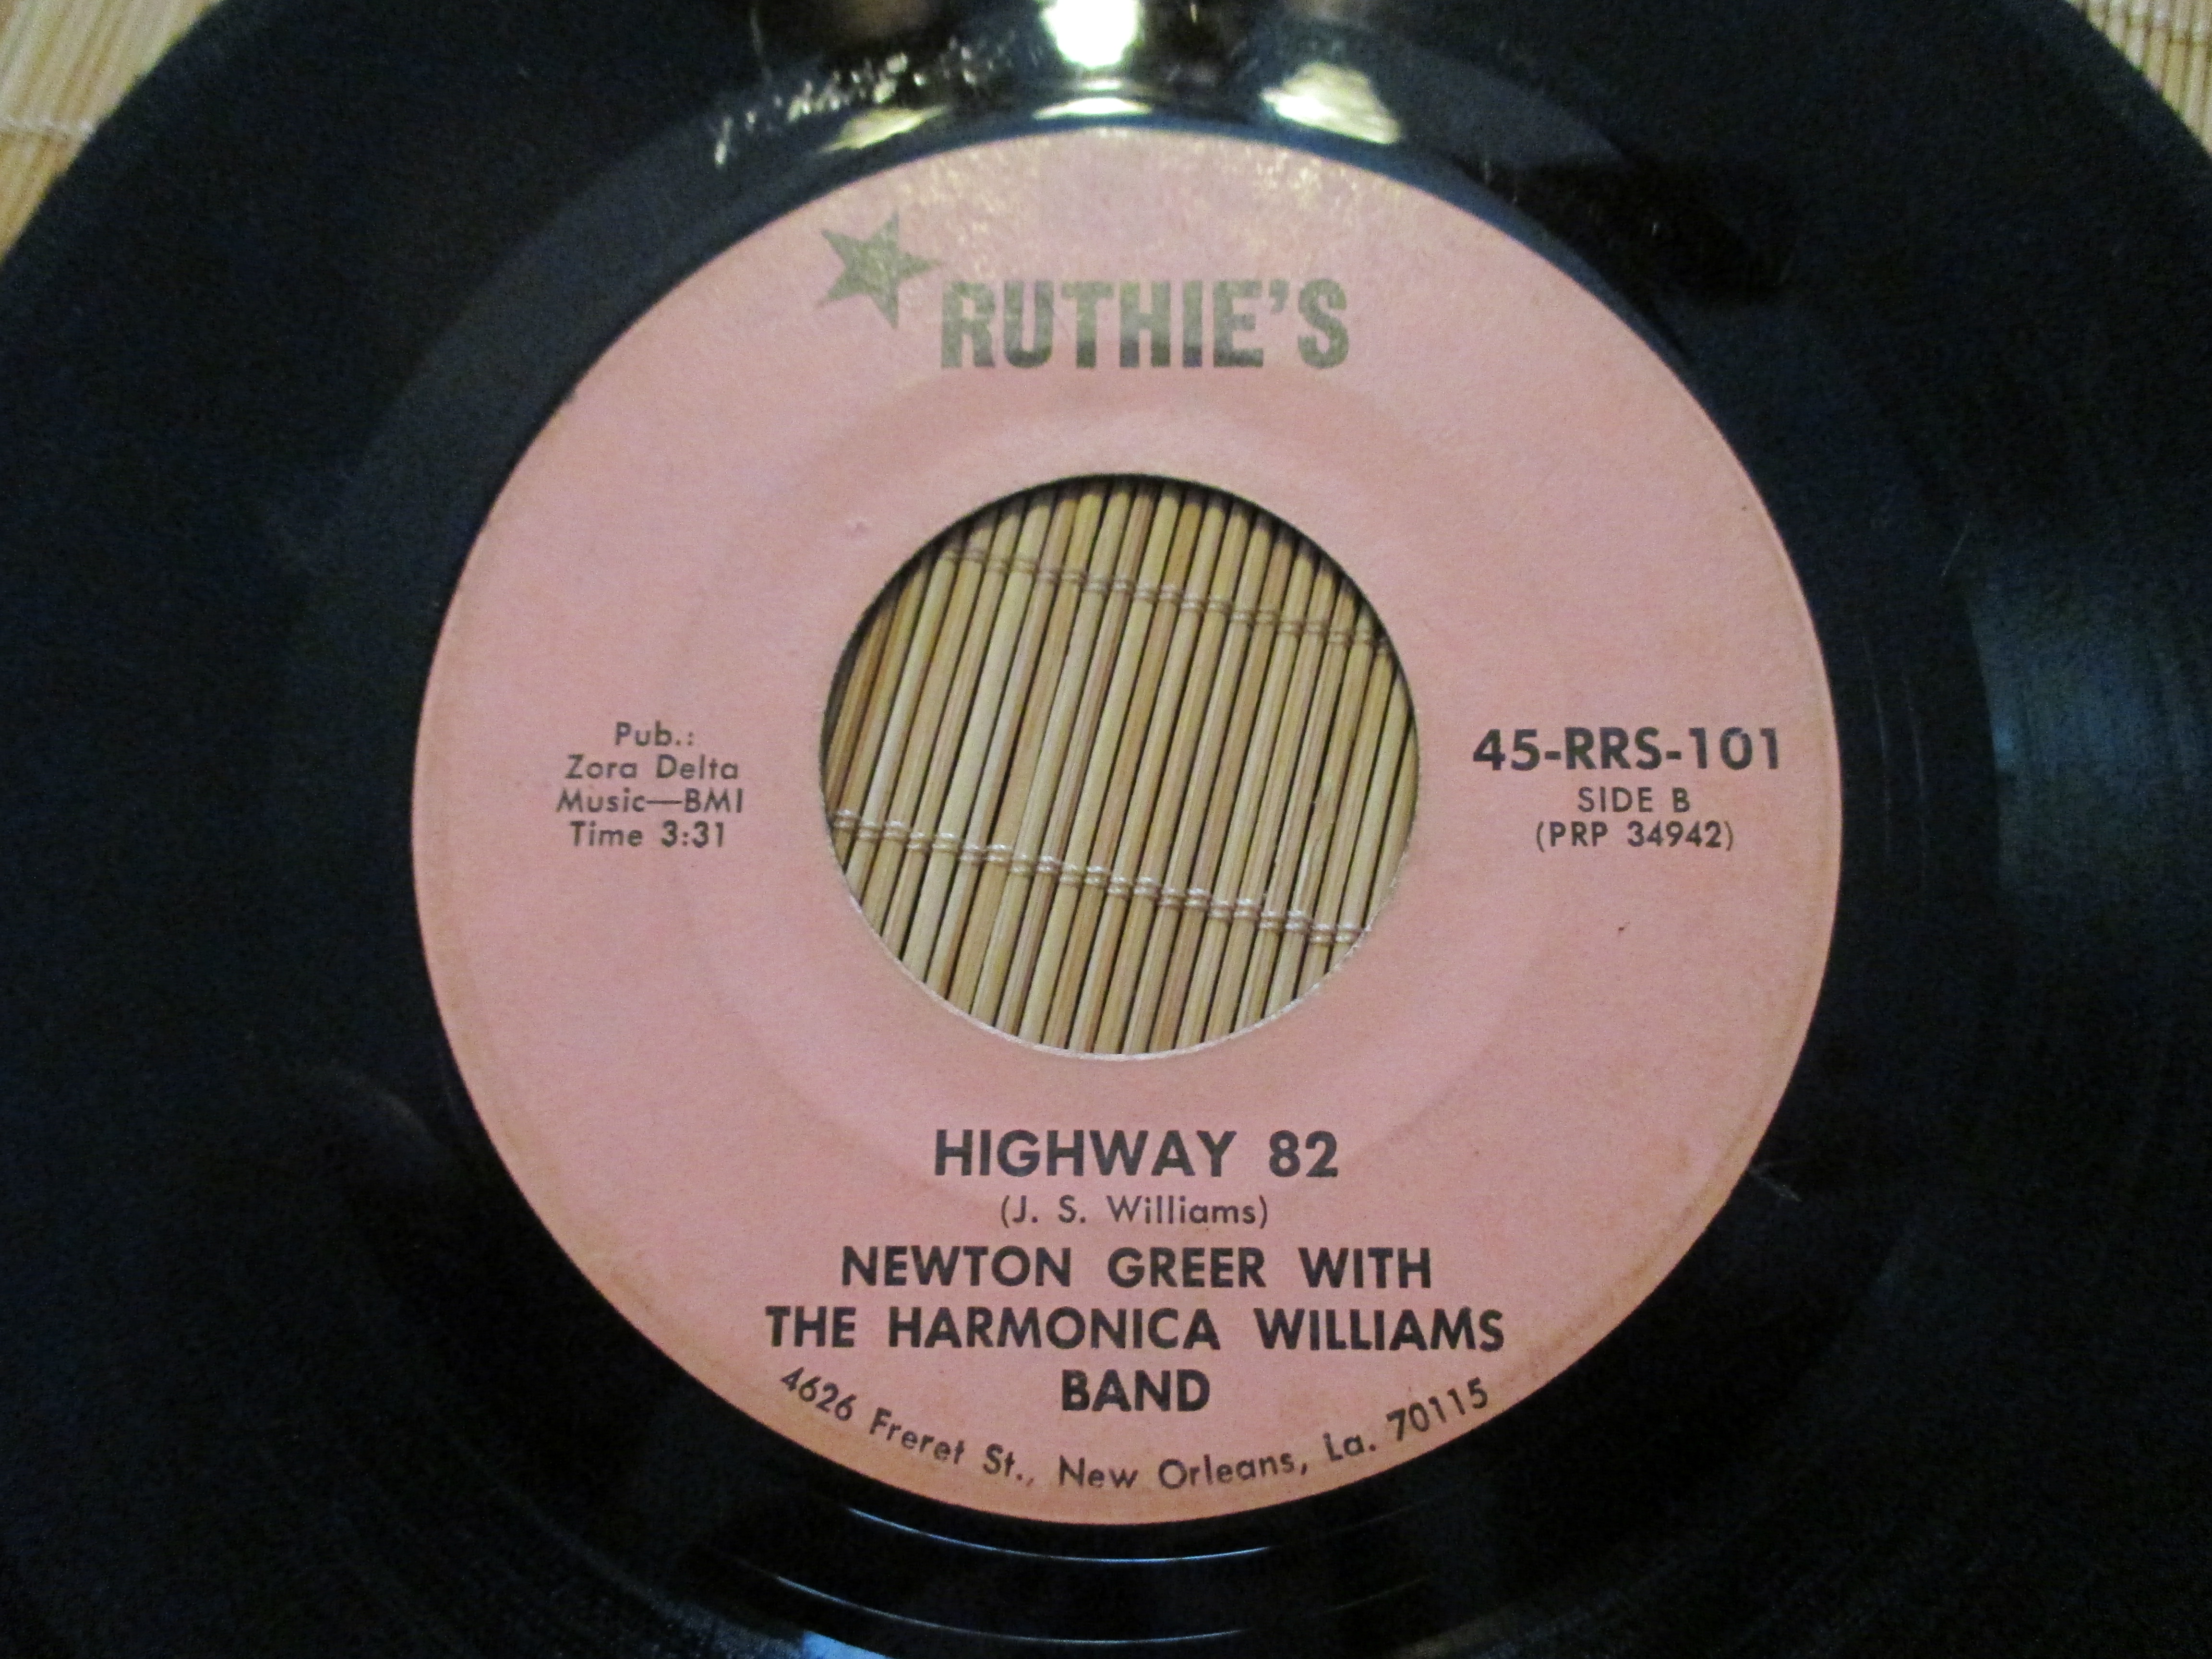 RUTHIE'S
Pub.:
Zora Delta
Music—BMI
Time 3:31
45-RRS-101
SIDE B
(PRP 34942)
HIGHWAY 82
(J. S. Williams)
NEWTON GREER WITH
THE HARMONICA WILLIAMS
BAND
4626 Freret St., New Orleans, La. 70115